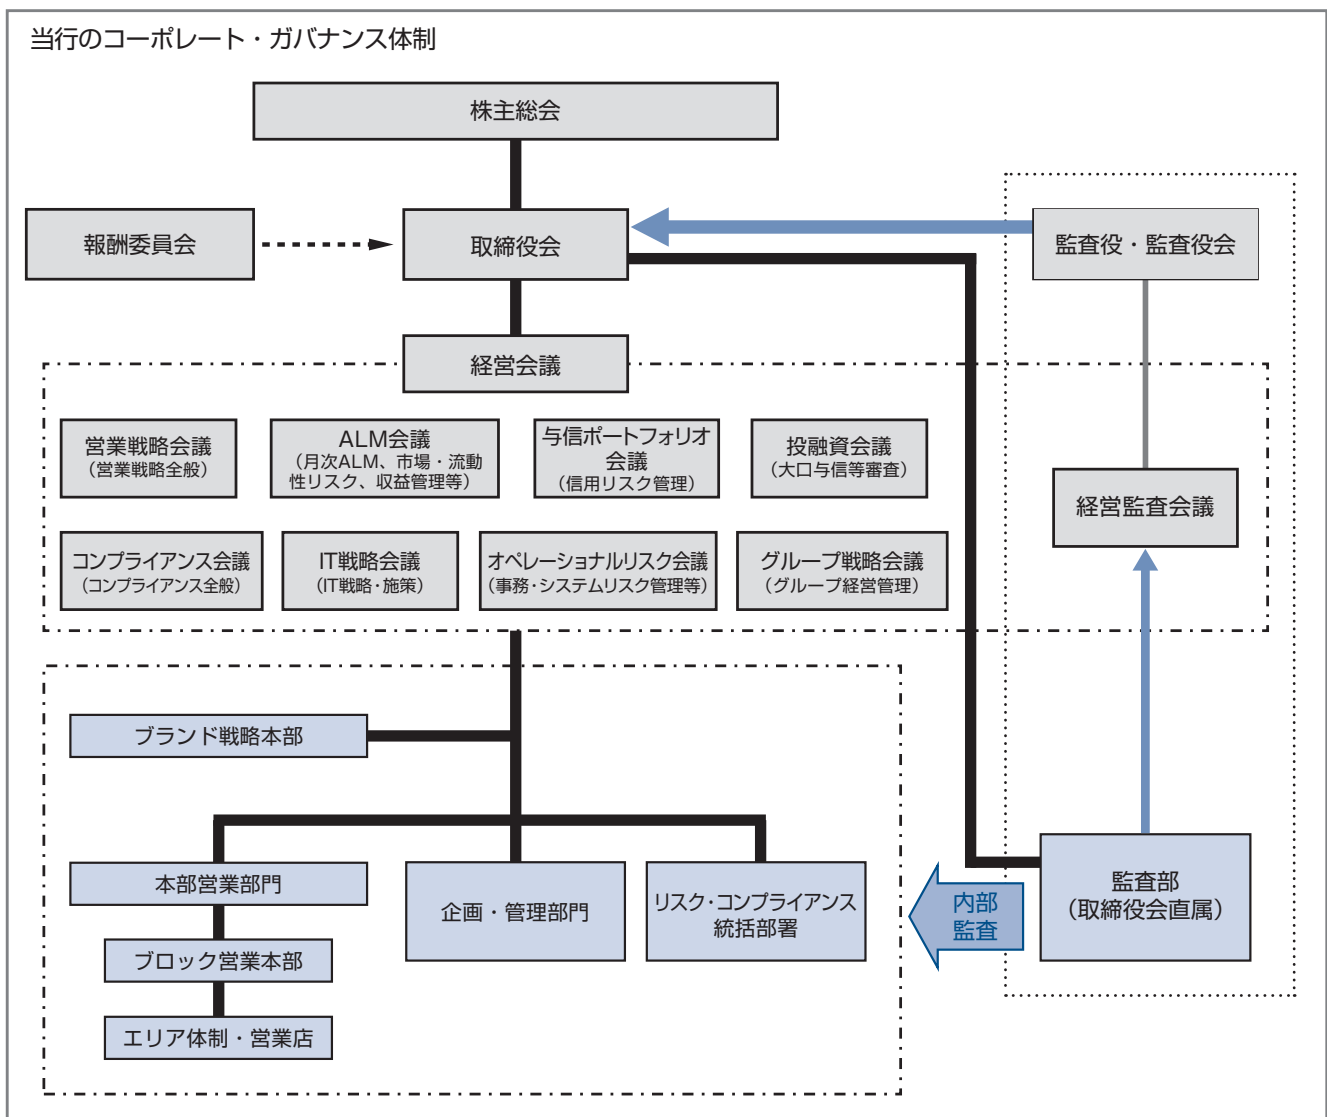 当行のコーポレート・ガバナンス体制
株主総会
報酬委員会
取締役会
監査役・監査役会
経営会議
営業戦略会議
（営業戦略全般）
ALM会議
（月次ALM、市場・流動
性リスク、収益管理等）
与信ポートフォリオ
会議
（信用リスク管理）
投融資会議
（大口与信等審査）
経営監査会議
コンプライアンス会議
（コンプライアンス全般）
IT戦略会議
（IT戦略・施策）
オペレーショナルリスク会議
（事務・システムリスク管理等）
グループ戦略会議
（グループ経営管理）
ブランド戦略本部
本部営業部門
企画・管理部門
リスク・コンプライアンス
統括部署
内部
監査
監査部
（取締役会直属）
ブロック営業本部
エリア体制・営業店